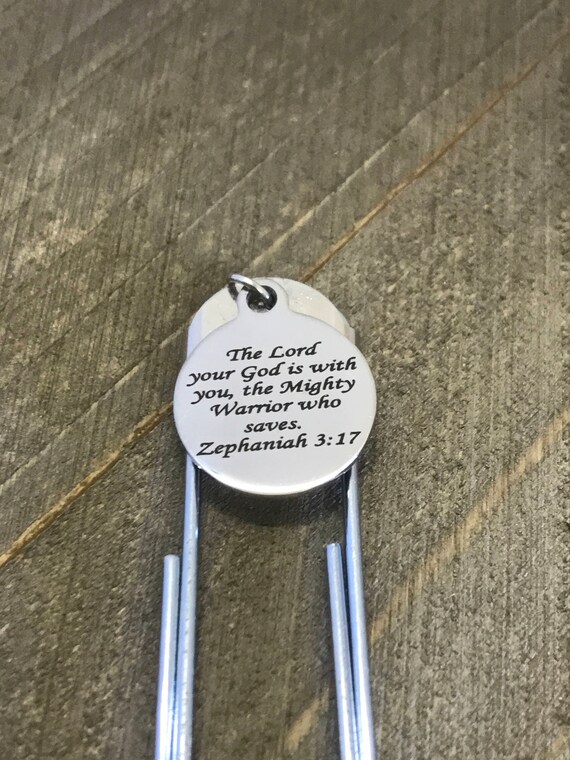 The Lord
your God is with
you, the Mighty
Warrior who
saves.
Zephaniah 3:17